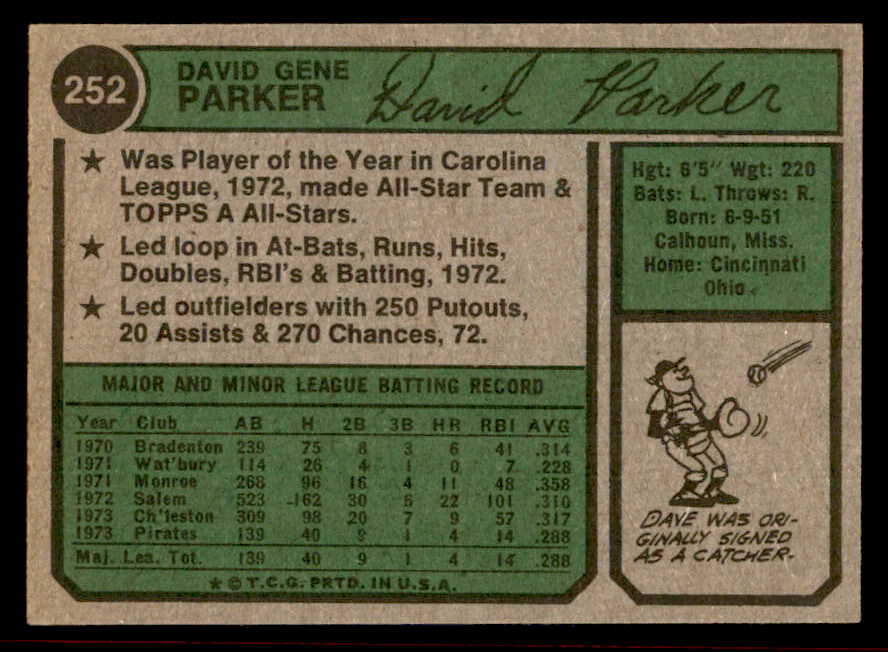 252
DAVID GENE
PARKER
David Parker
★ Was Player of the Year in Carolina
League, 1972, made All-Star Team &
TOPPS A All-Stars.
★ Led loop in At-Bats, Runs, Hits,
Doubles, RBI's & Batting, 1972.
★ Led outfielders with 250 Putouts,
20 Assists & 270 Chances, 72.
Hgt: 6'5" Wgt: 220
Bats: L. Throws: R.
Born: 6-9-51
Calhoun, Miss.
Home: Cincinnati
Ohio
MAJOR AND MINOR LEAGUE BATTING RECORD
Year Club AB H 2B 3B HR RBI AVG
1970 Bradenton 239 75 8 3 6 41 .314
1971 Wat'bury 114 26 4 1 0 7 .228
1971 Monroe 268 96 16 4 11 48 .358
1972 Salem 523 162 30 6 22 101 .310
1973 Ch'leston 309 98 20 7 9 57 .317
1973 Pirates 139 40 9 1 4 14 .288
Maj. Lea. Tot. 139 40 9 1 4 14 .288
★ © T.C.G. PRTD. IN U.S.A.
DAVE WAS ORI-
GINALLY SIGNED
AS A CATCHER.